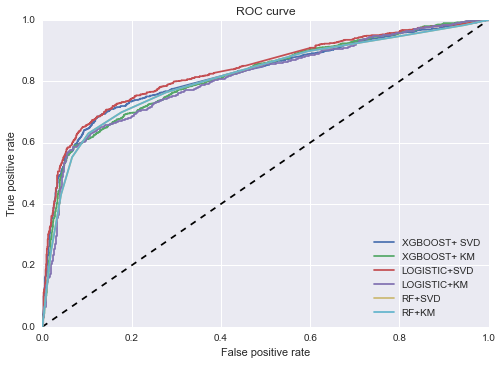 ROC curve
1.0
0.8
0.6
0.4
0.2
0.0
True positive rate
XGBOOST+ SVD
XGBOOST+ KM
LOGISTIC+SVD
LOGISTIC+KM
RF+SVD
RF+KM
0.0 0.2 0.4 0.6 0.8 1.0
False positive rate